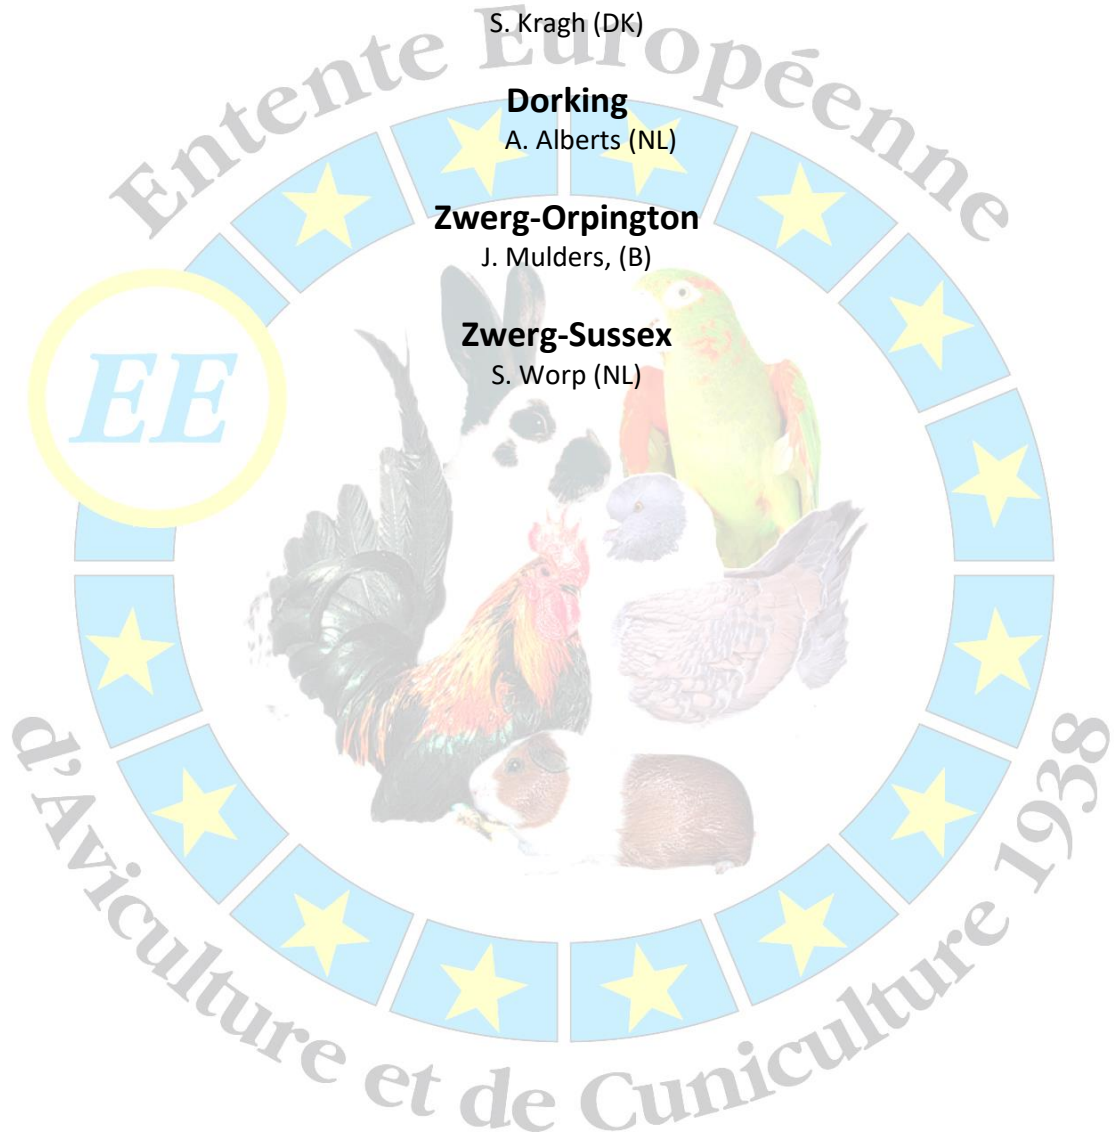 S. Kragh (DK)
Dorking
A. Alberts (NL)
Zwerg-Orpington
J. Mulders, (B)
Zwerg-Sussex
S. Worp (NL)
Entente Européenne
EE
d'Aviculture et de Cuniculture 1938